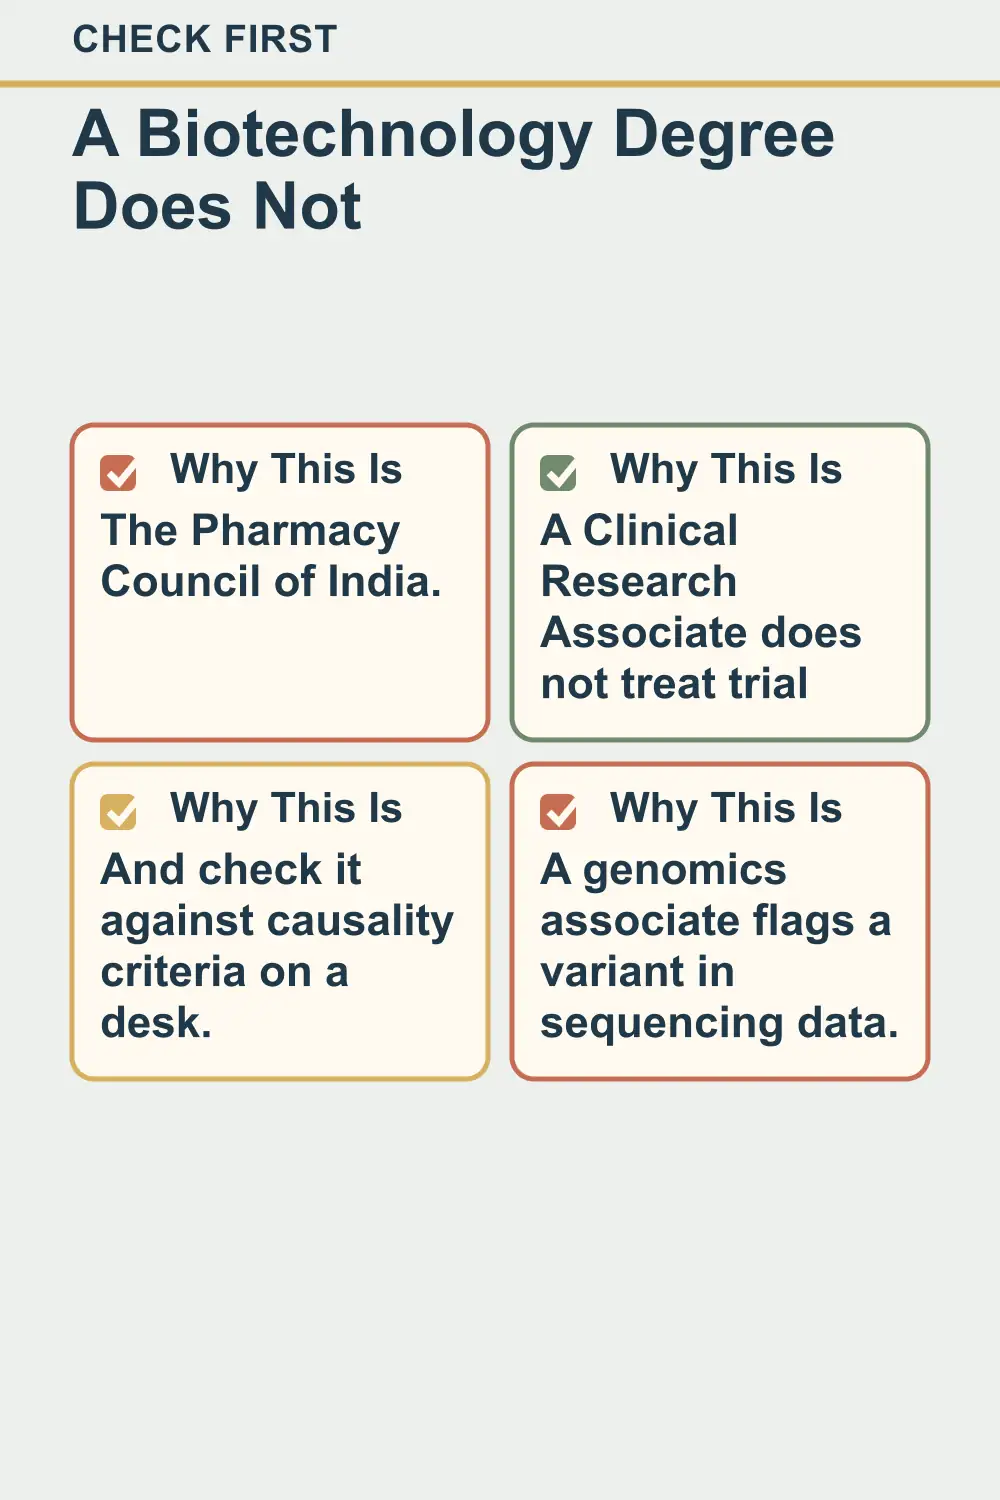 CHECK FIRST
A Biotechnology Degree
Does Not
Why This Is
The Pharmacy
Council of India.
Why This Is
A Clinical
Research
Associate does
not treat trial
Why This Is
And check it
against causality
criteria on a
desk.
Why This Is
A genomics
associate flags a
variant in
sequencing data.